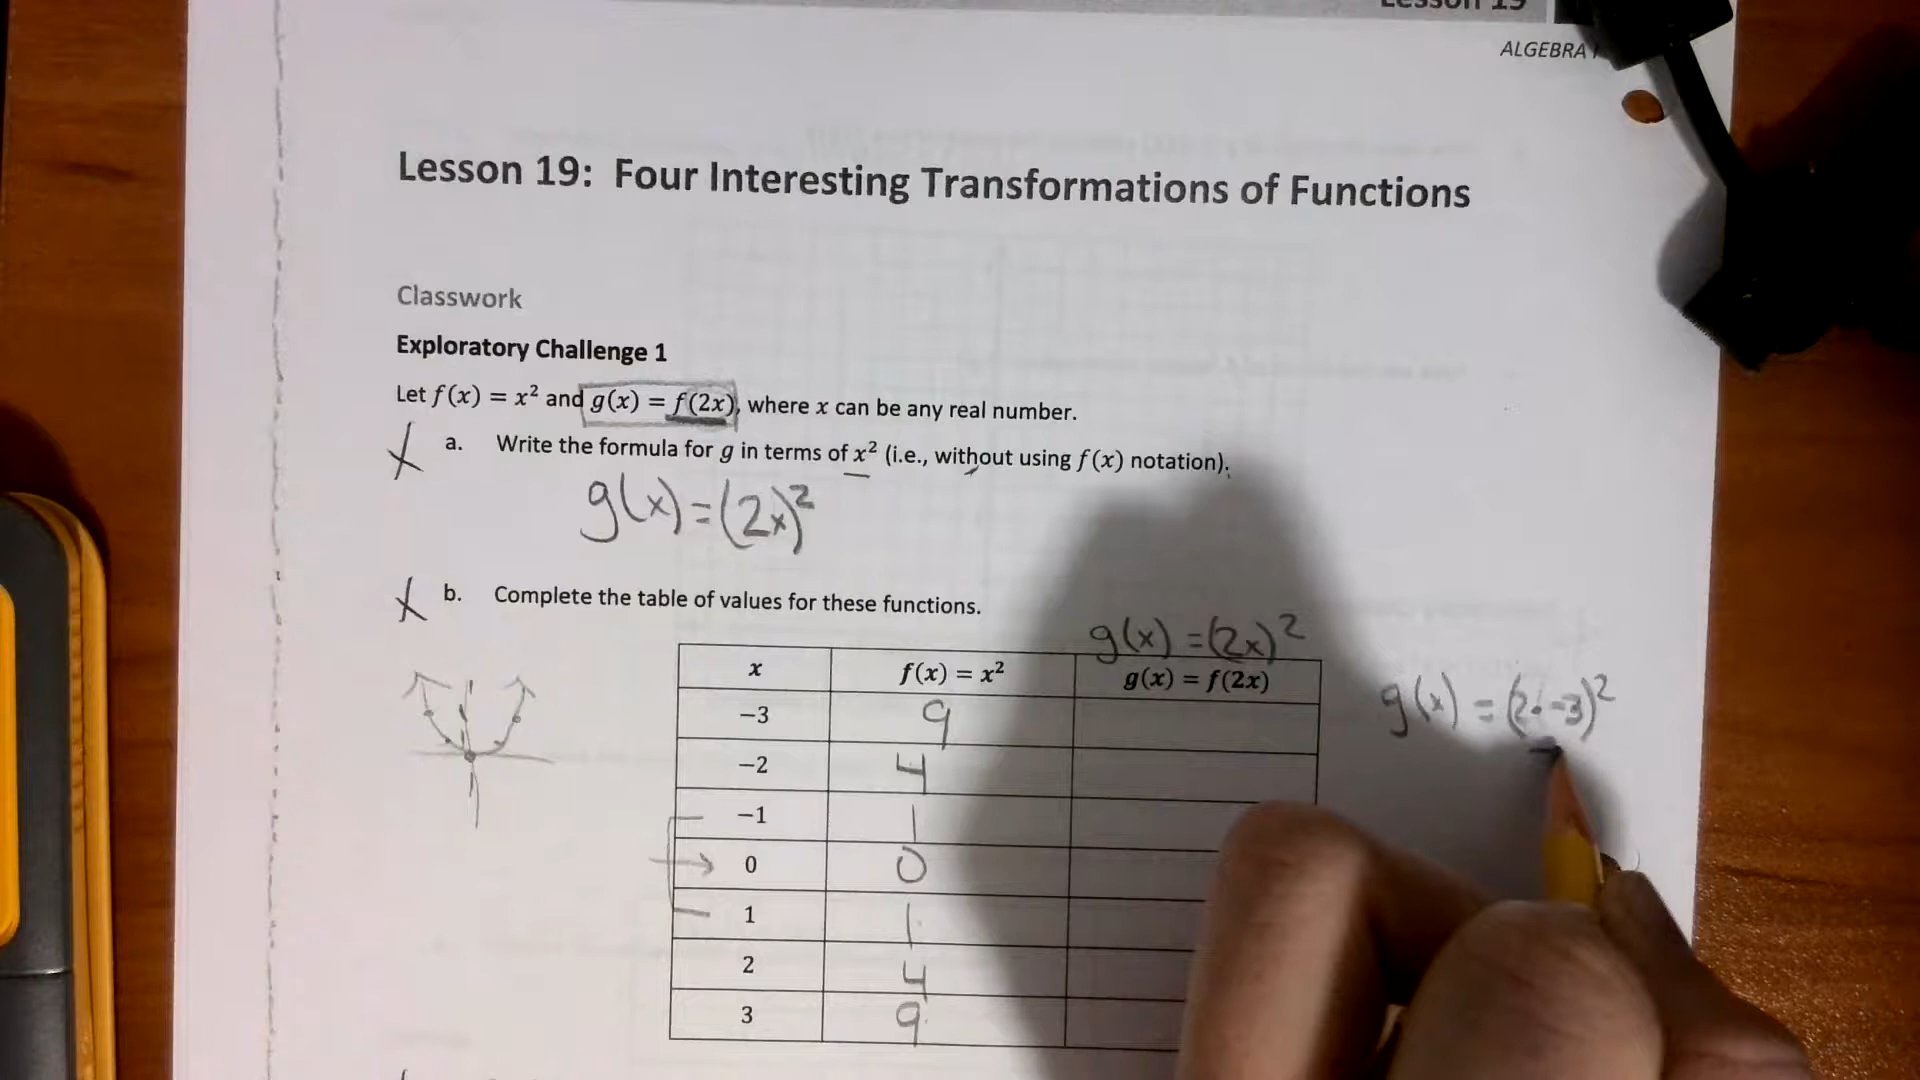 Lesson 19
ALGEBRA I
Lesson 19: Four Interesting Transformations of Functions
Classwork
Exploratory Challenge 1
Let f(x) = x² and g(x) = f(2x), where x can be any real number.
a. Write the formula for g in terms of x² (i.e., without using f(x) notation).
g(x) = (2x)²
b. Complete the table of values for these functions.
g(x) = (2x)²
x f(x) = x² g(x) = f(2x)
g(x) = (2·-3)²
−3 9
−2 4
−1 1
0 0
1 1
2 4
3 9